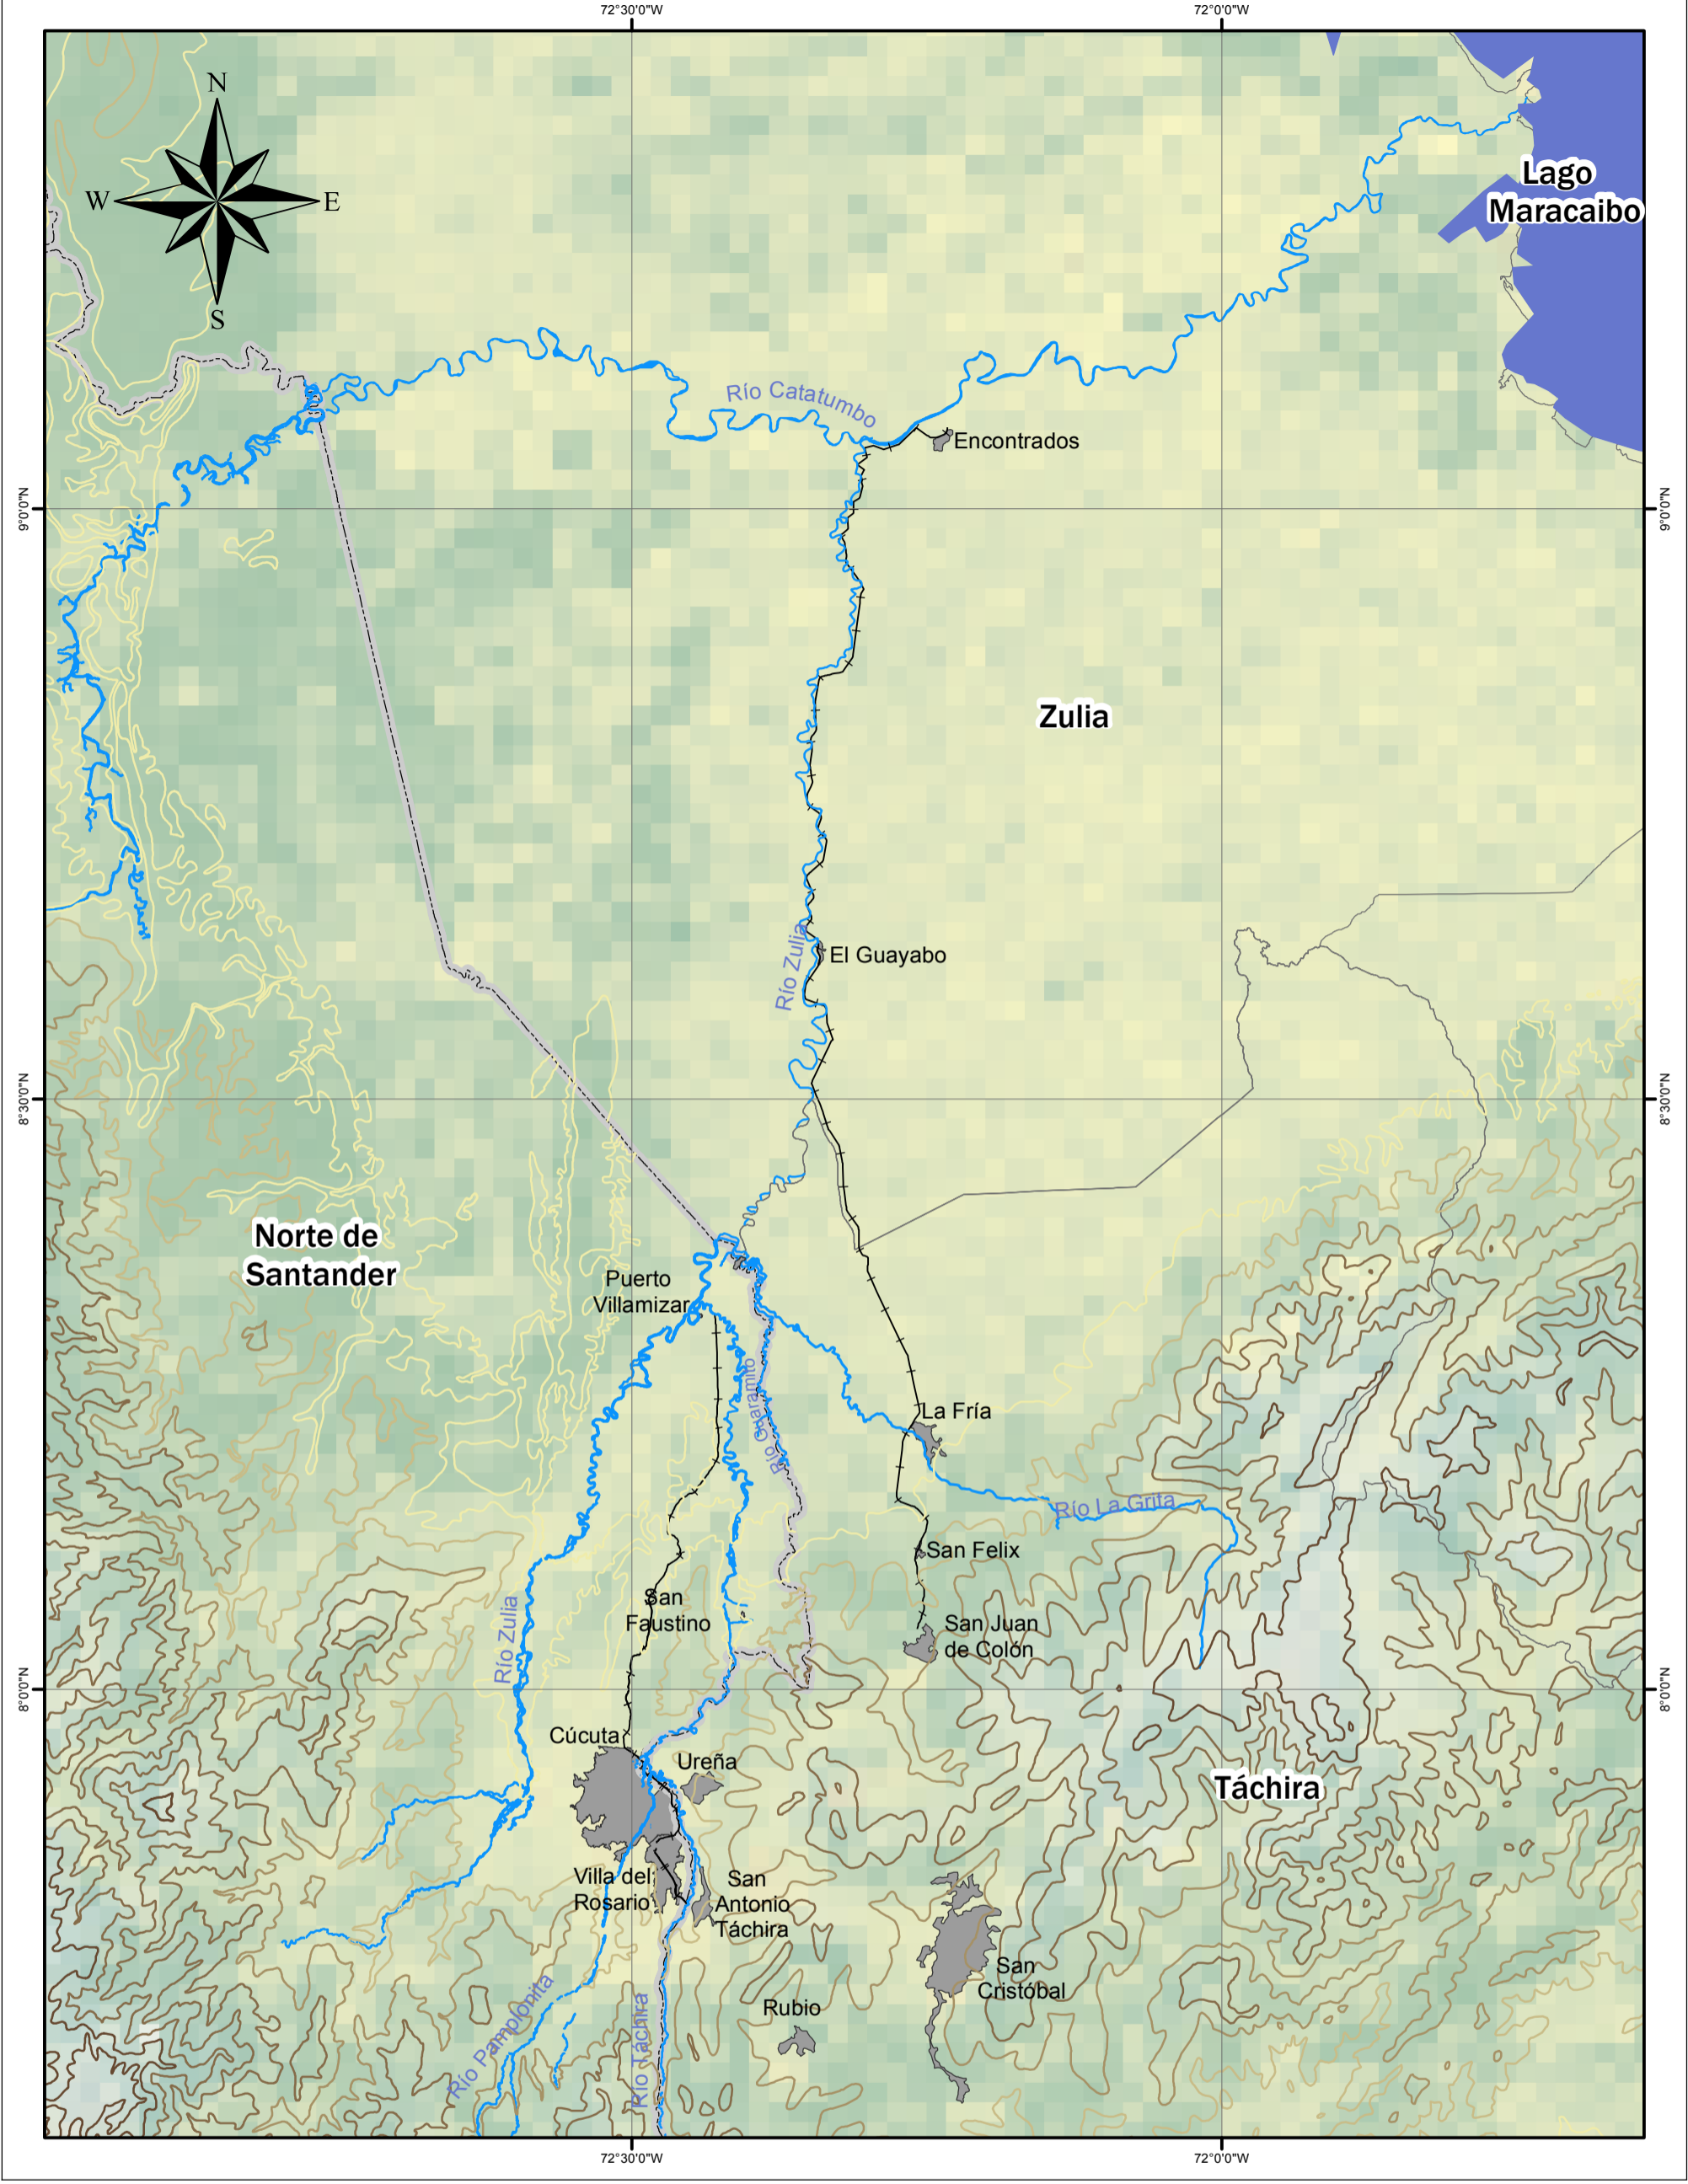 72°30'0"W
72°0'0"W
N
W
E
S
Lago
Maracaibo
Río Catatumbo
Encontrados
9°0'0"N
9°0'0"N
Zulia
Río Zulia
El Guayabo
8°30'0"N
8°30'0"N
Norte de
Santander
Puerto
Villamizar
Río Guaramito
La Fría
Río La Grita
San Felix
San
Faustino
San Juan
de Colón
Río Zulia
8°0'0"N
8°0'0"N
Cúcuta
Ureña
Táchira
Villa del
Rosario
San
Antonio
Táchira
San
Cristóbal
Rubio
Río Pamplonita
Río Táchira
72°30'0"W
72°0'0"W